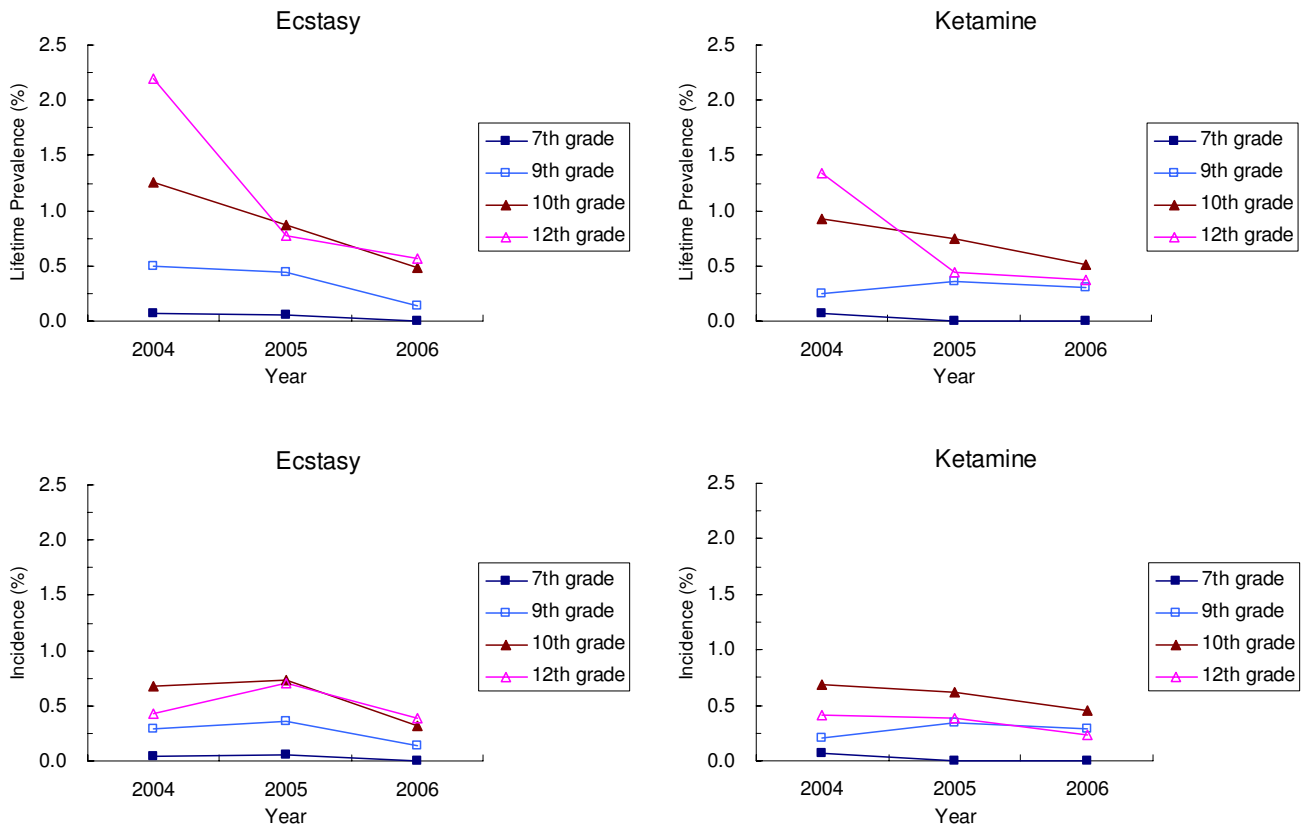 Ecstasy
Lifetime Prevalence (%)
2.5
2.0
1.5
1.0
0.5
0.0
2004 2005 2006
Year
7th grade
9th grade
10th grade
12th grade
Ketamine
Lifetime Prevalence (%)
2.5
2.0
1.5
1.0
0.5
0.0
2004 2005 2006
Year
7th grade
9th grade
10th grade
12th grade
Ecstasy
Incidence (%)
2.5
2.0
1.5
1.0
0.5
0.0
2004 2005 2006
Year
7th grade
9th grade
10th grade
12th grade
Ketamine
Incidence (%)
2.5
2.0
1.5
1.0
0.5
0.0
2004 2005 2006
Year
7th grade
9th grade
10th grade
12th grade